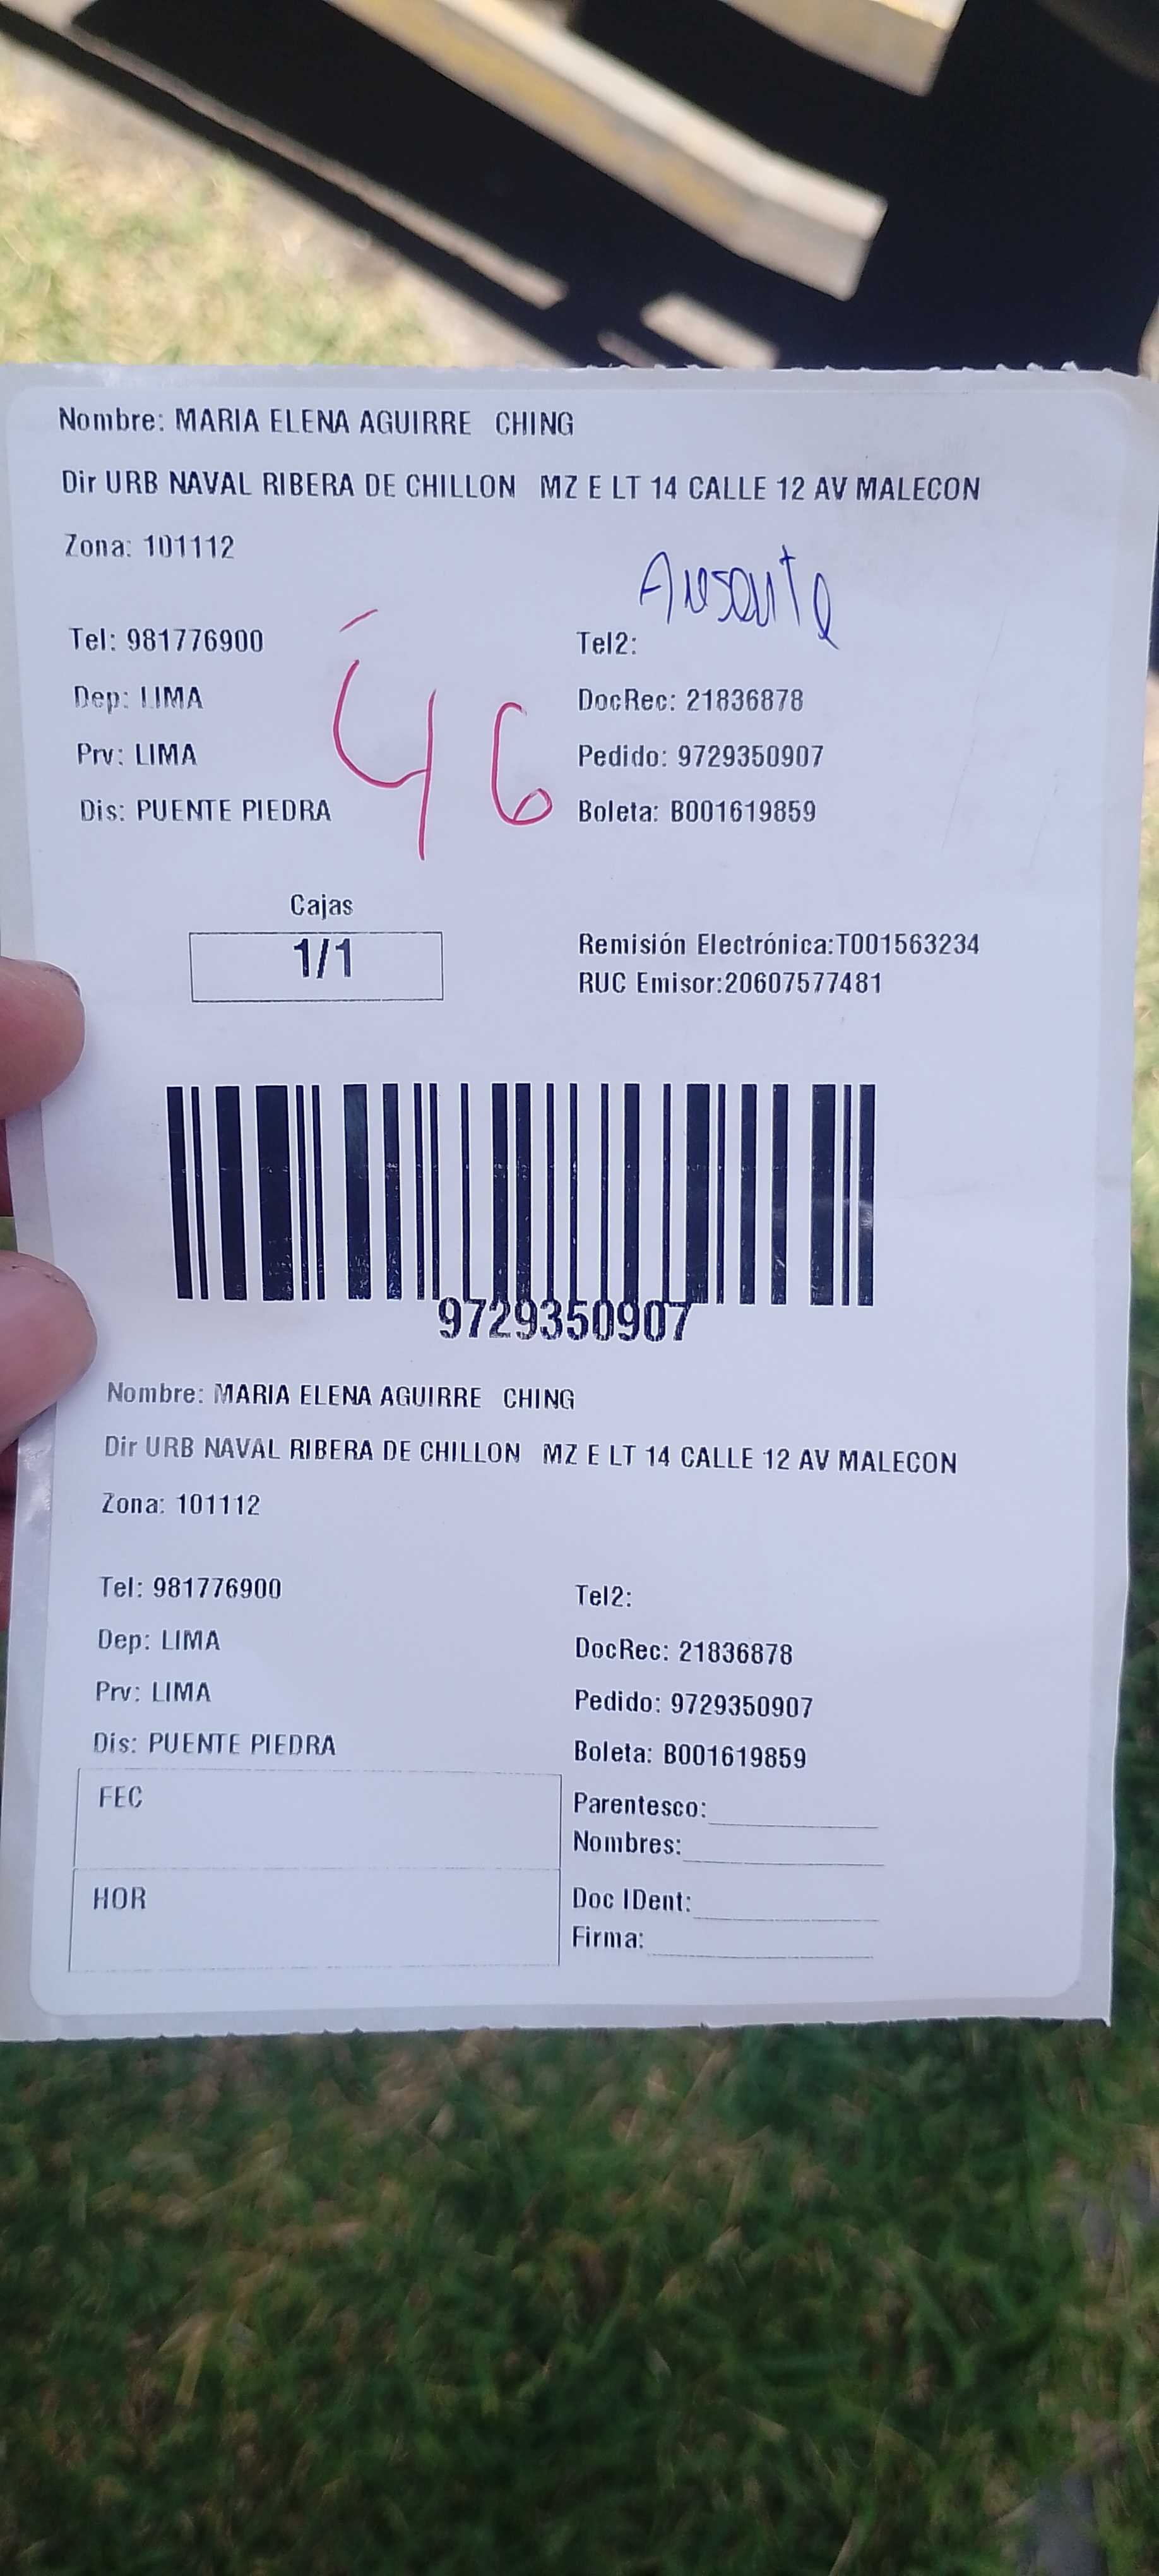 Nombre: MARIA ELENA AGUIRRE CHING
Dir URB NAVAL RIBERA DE CHILLON MZ E LT 14 CALLE 12 AV MALECON
Zona: 101112
Ausente
Tel: 981776900 Tel2:
Dep: LIMA DocRec: 21836878
Prv: LIMA Pedido: 9729350907
Dis: PUENTE PIEDRA Boleta: B001619859
46
Cajas
1/1
Remisión Electrónica:T001563234
RUC Emisor:20607577481
9729350907
Nombre: MARIA ELENA AGUIRRE CHING
Dir URB NAVAL RIBERA DE CHILLON MZ E LT 14 CALLE 12 AV MALECON
Zona: 101112
Tel: 981776900 Tel2:
Dep: LIMA DocRec: 21836878
Prv: LIMA Pedido: 9729350907
Dis: PUENTE PIEDRA Boleta: B001619859
FEC
Parentesco:
Nombres:
HOR
Doc IDent:
Firma: